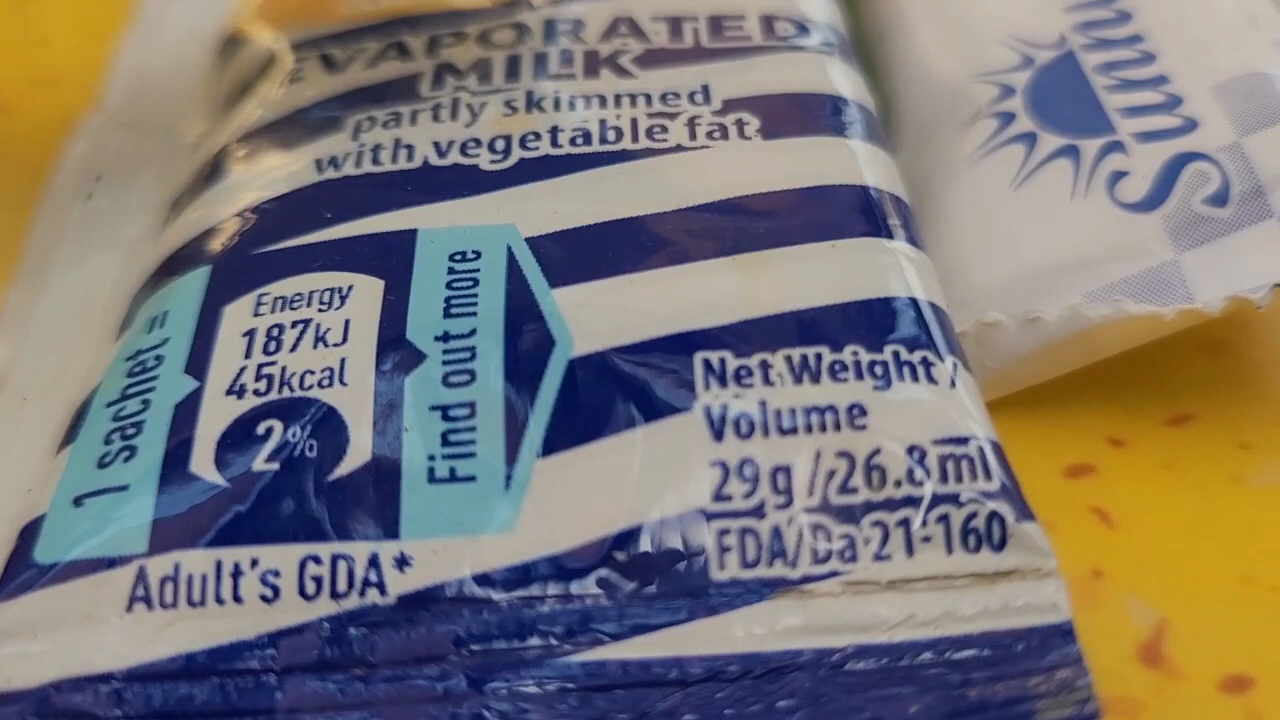 EVAPORATED
MILK
partly skimmed
with vegetable fat
1 sachet =
Energy
187kJ
45kcal
2%
Find out more
Adult's GDA*
Net Weight /
Volume
29g / 26.8ml
FDA/Da 21-160